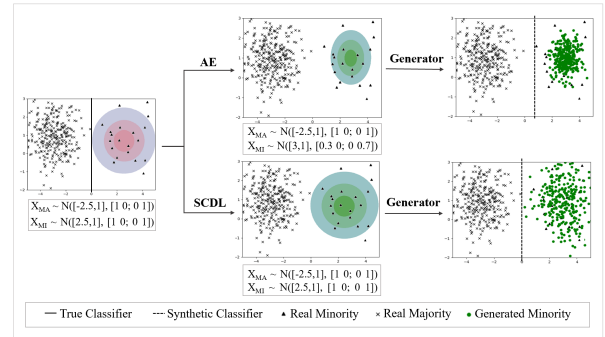 AE
Generator
X_MA ~ N([-2.5,1], [1 0; 0 1])
X_MI ~ N([3,1], [0.3 0; 0 0.7])
X_MA ~ N([-2.5,1], [1 0; 0 1])
X_MI ~ N([2.5,1], [1 0; 0 1])
SCDL
Generator
X_MA ~ N([-2.5,1], [1 0; 0 1])
X_MI ~ N([2.5,1], [1 0; 0 1])
True Classifier Synthetic Classifier Real Minority Real Majority Generated Minority